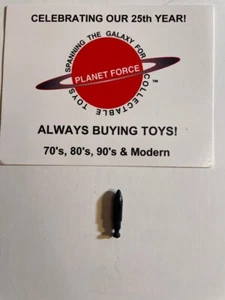 CELEBRATING OUR 25th YEAR!
SPANNING THE GALAXY FOR
PLANET FORCE
COLLECTABLE TOYS
TM
ALWAYS BUYING TOYS!
70's, 80's, 90's & Modern